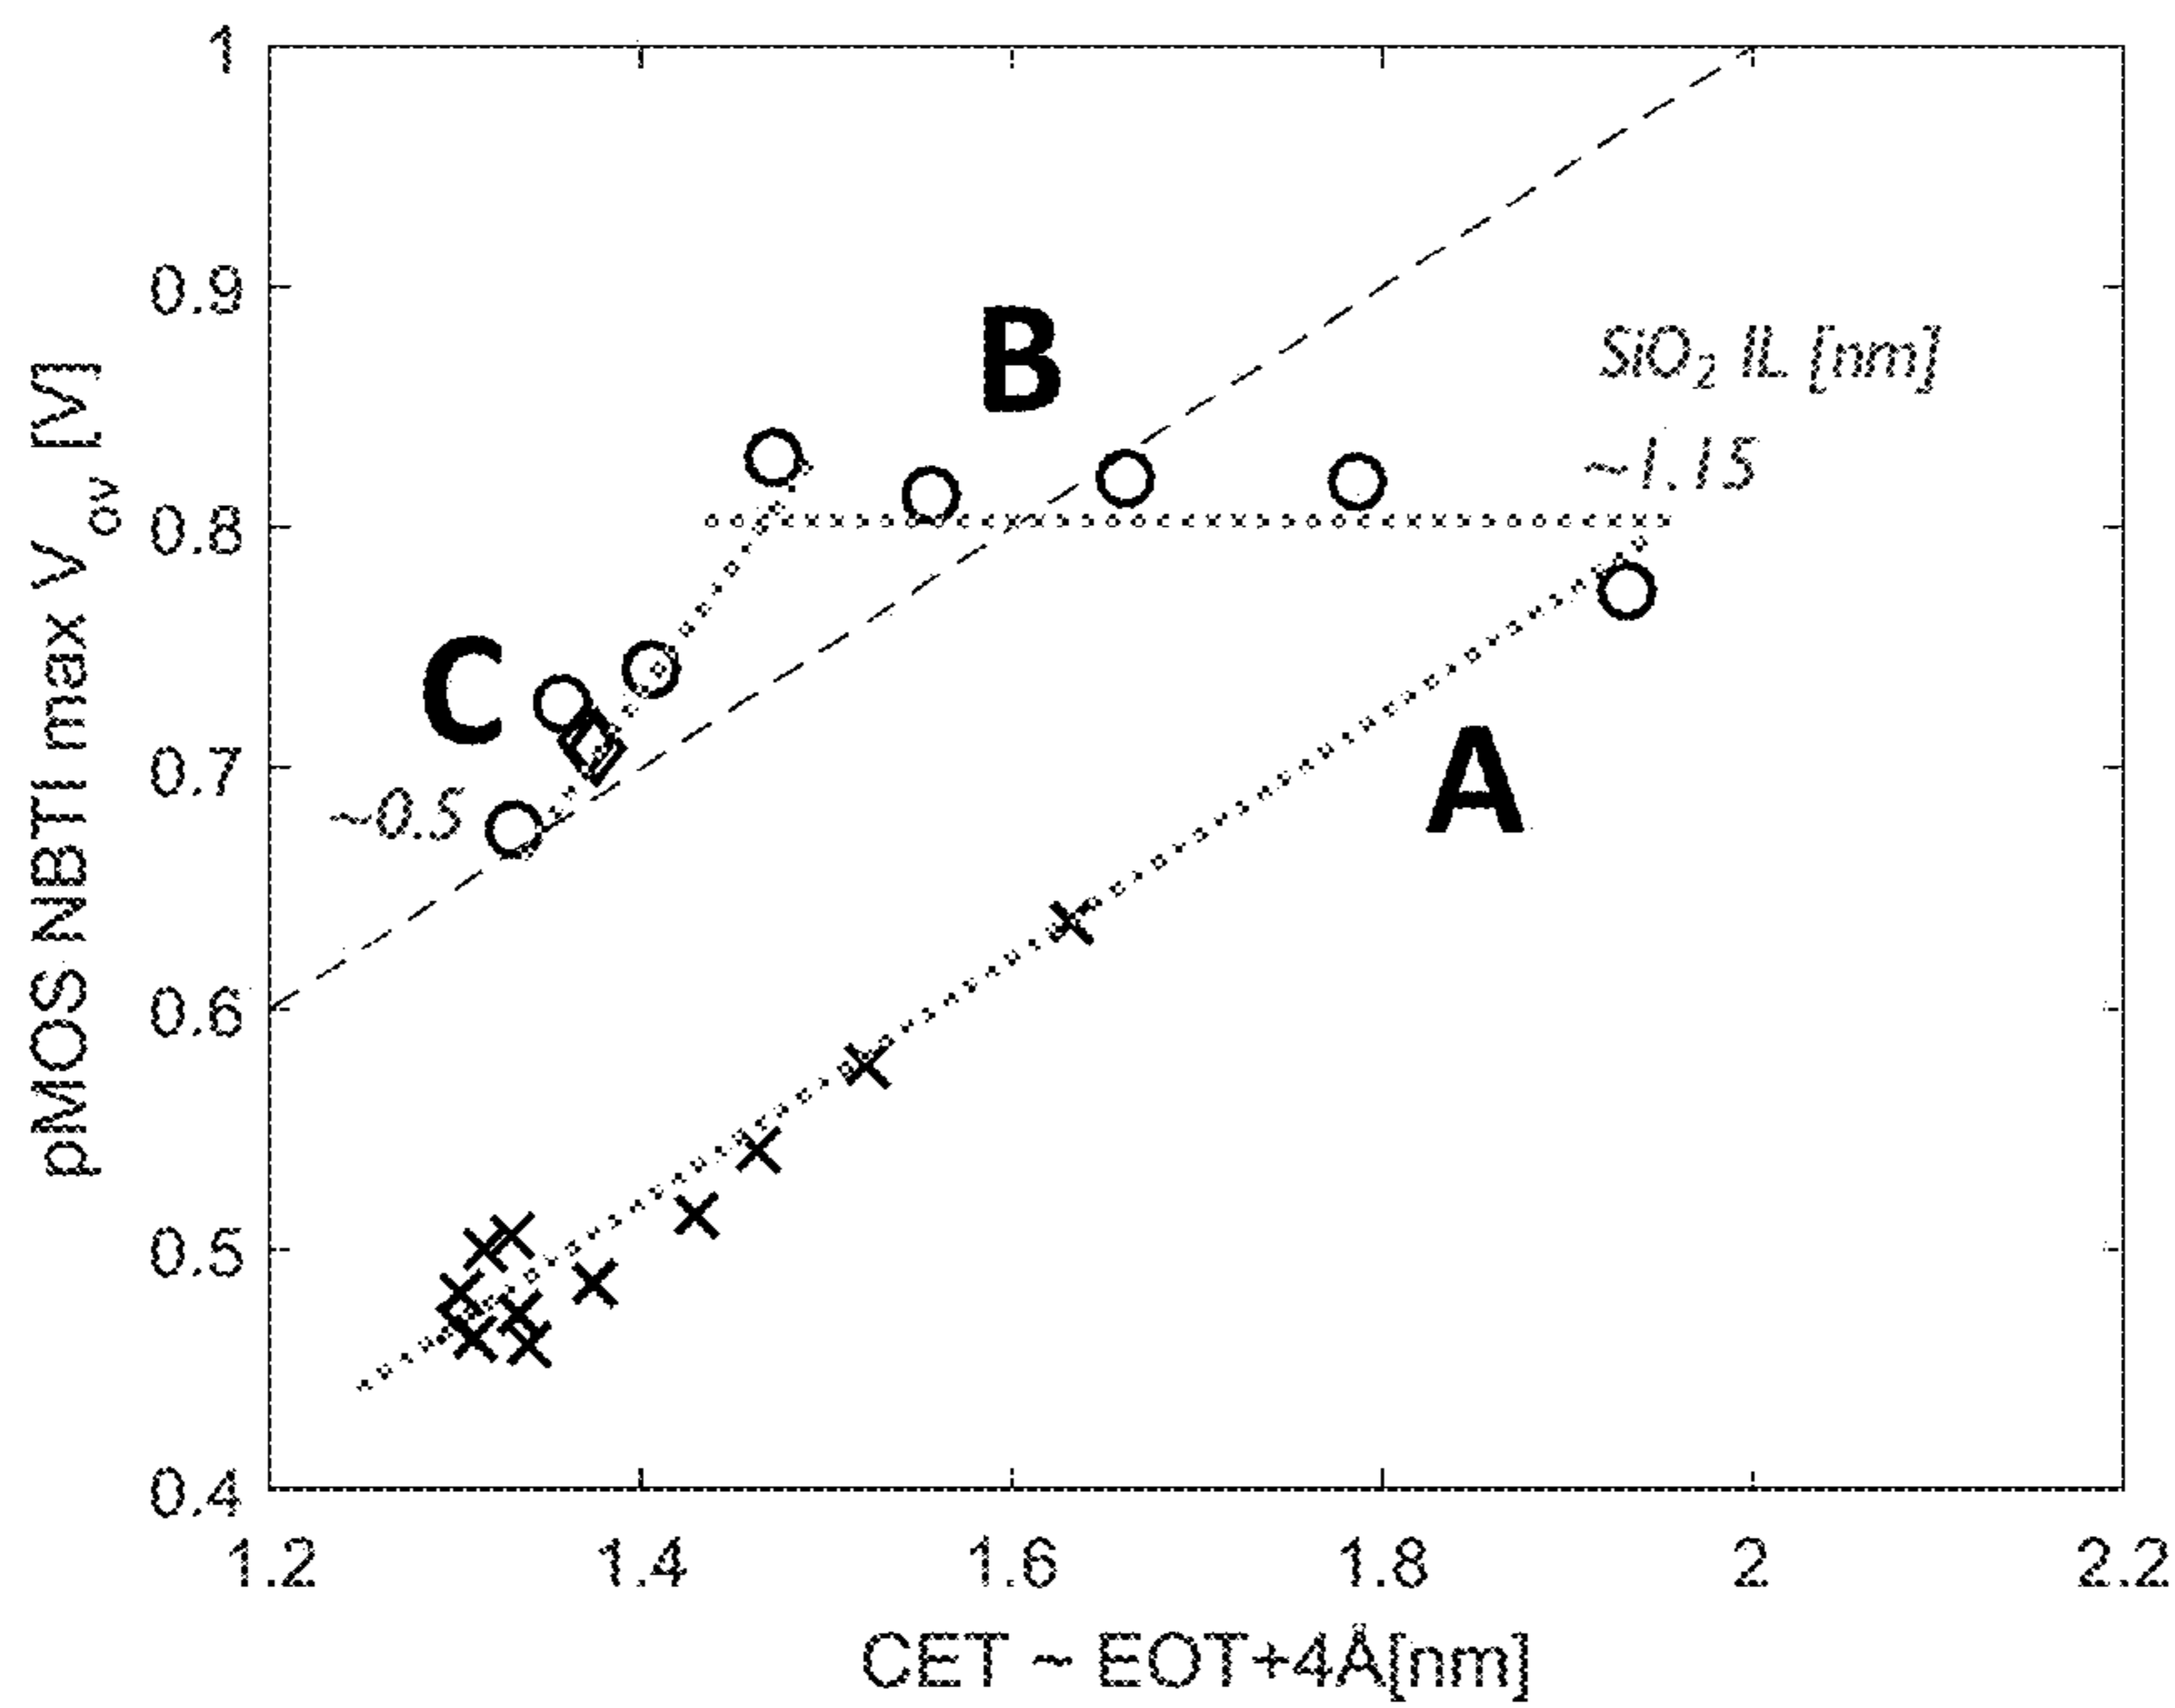 1
0.9
0.8
0.7
0.6
0.5
0.4
pMOS NBTI max Vov, [V]
B
SiO₂ IL [nm]
~1.15
C
~0.5
A
1.2 1.4 1.6 1.8 2 2.2
CET ~ EOT+4Å[nm]